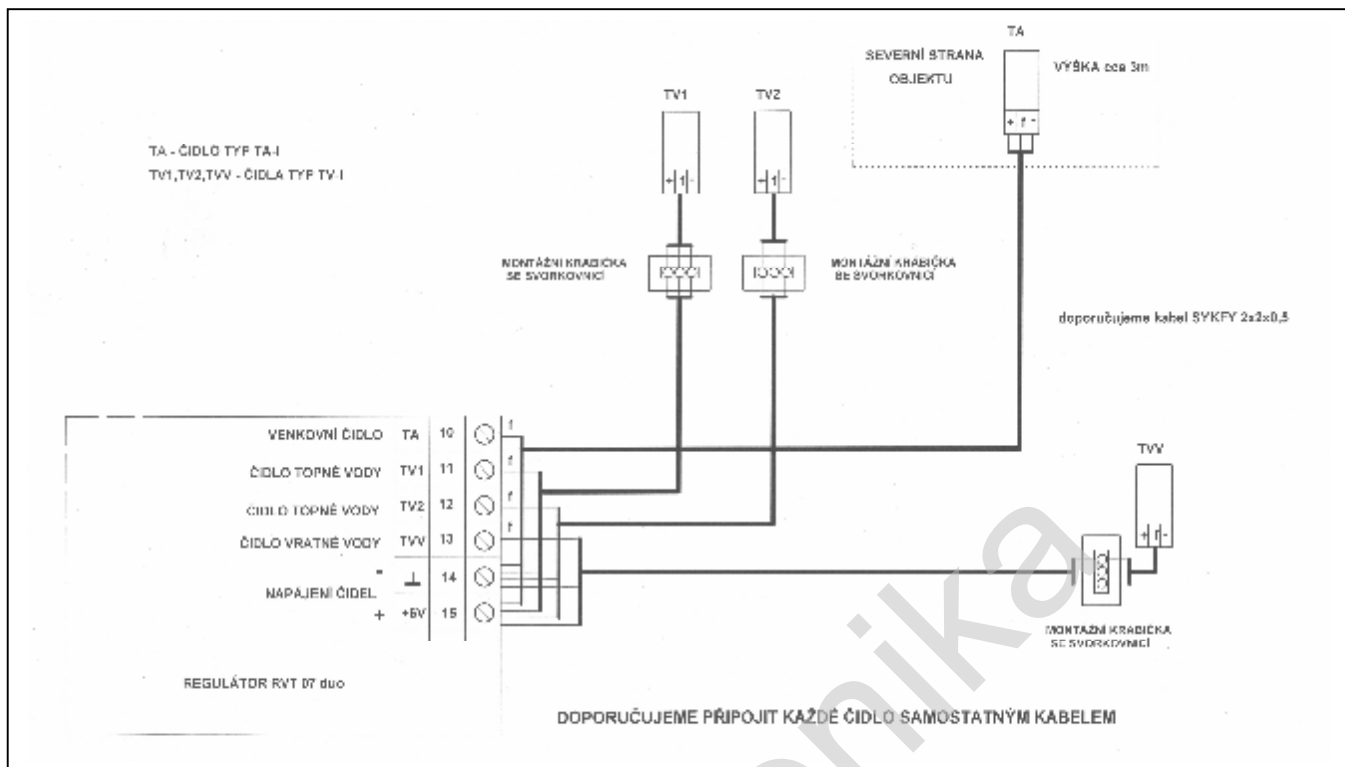 TA
SEVERNÍ STRANA
OBJEKTU
VÝŠKA cca 3m
TV1
TV2
+ f -
TA - ČIDLO TYP TA-I
TV1,TV2,TVV - ČIDLA TYP TV-I
+ f -
+ f -
MONTÁŽNÍ KRABIČKA
SE SVORKOVNICÍ
MONTÁŽNÍ KRABIČKA
SE SVORKOVNICÍ
doporučujeme kabel SYKFY 2x2x0,5
VENKOVNÍ ČIDLO TA 10 f
ČIDLO TOPNÉ VODY TV1 11 f
ČIDLO TOPNÉ VODY TV2 12 f
ČIDLO VRATNÉ VODY TVV 13 f
NAPÁJENÍ ČIDEL
- 14
+ +5V 15
TVV
+ f -
MONTÁŽNÍ KRABIČKA
SE SVORKOVNICÍ
REGULÁTOR RVT 07 duo
DOPORUČUJEME PŘIPOJIT KAŽDÉ ČIDLO SAMOSTATNÝM KABELEM